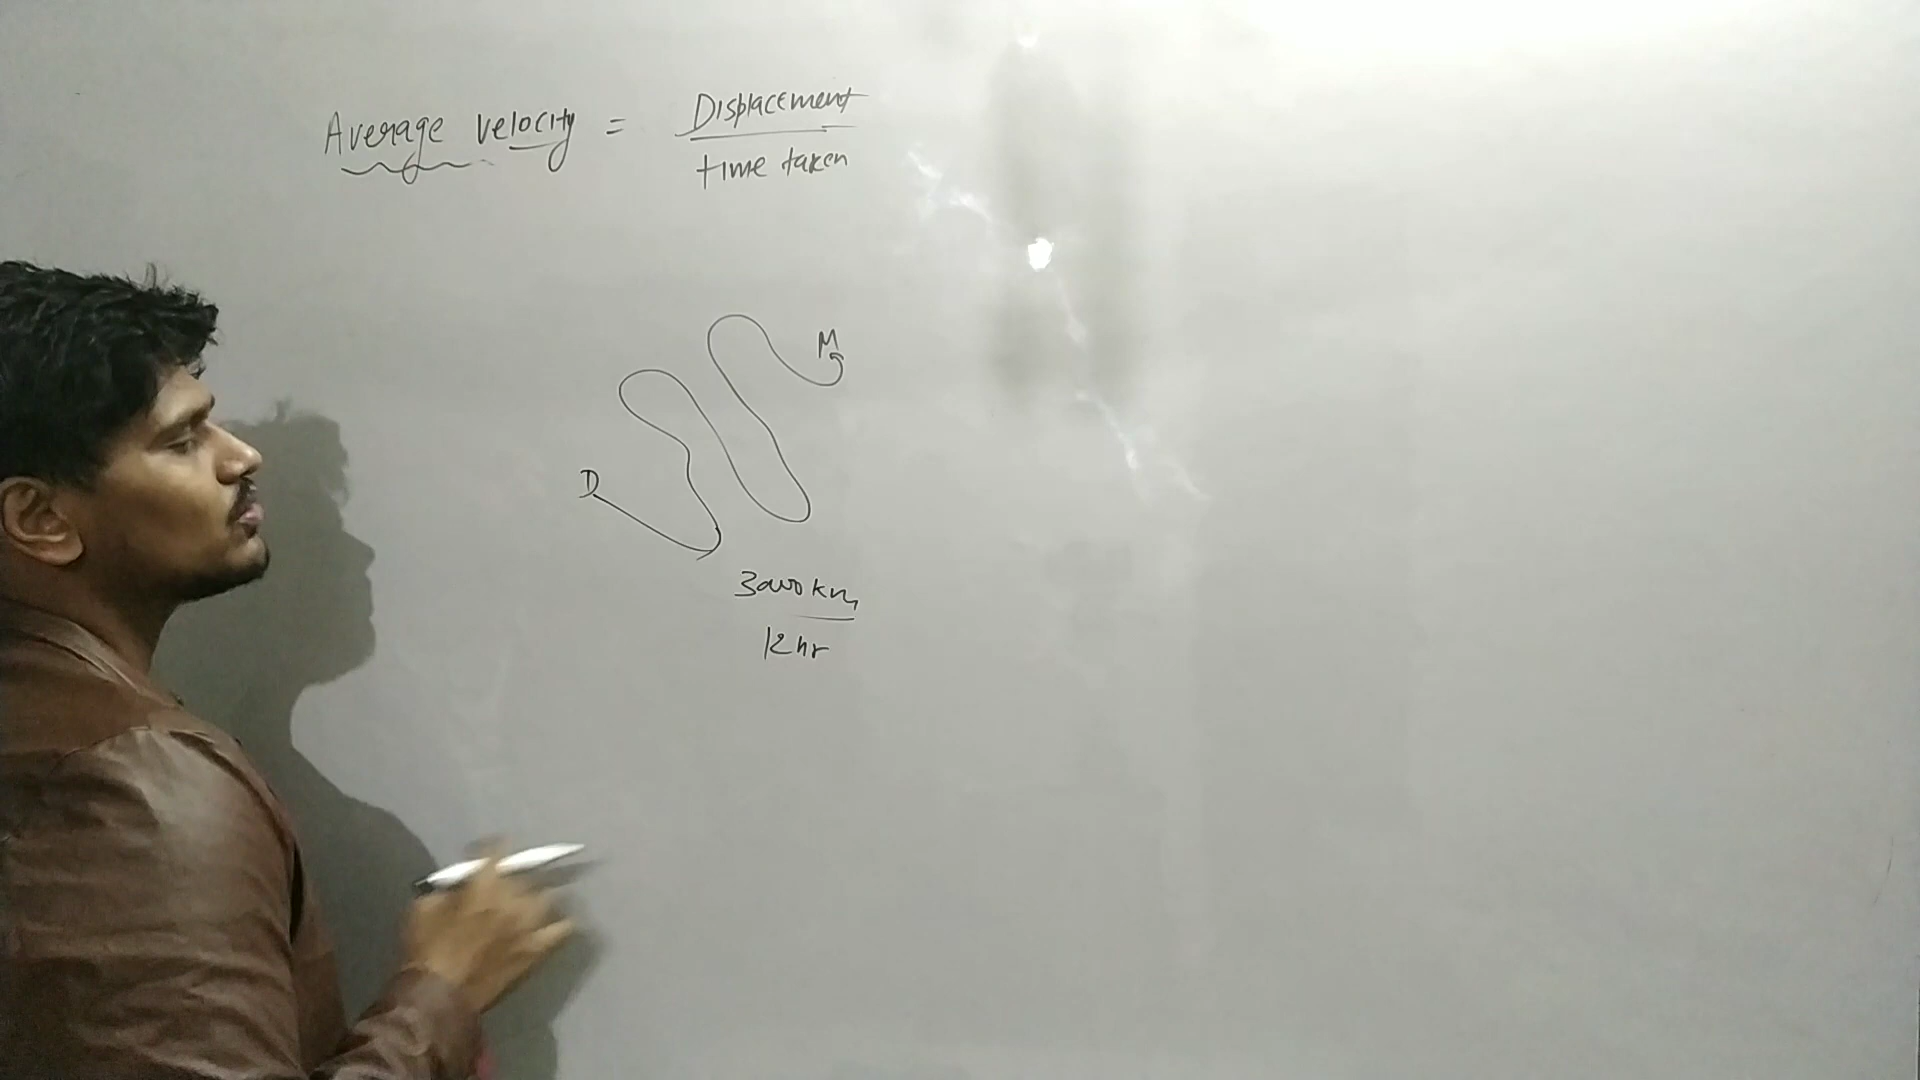 Average velocity = Displacement
time taken
M
D
3000 km
12 hr